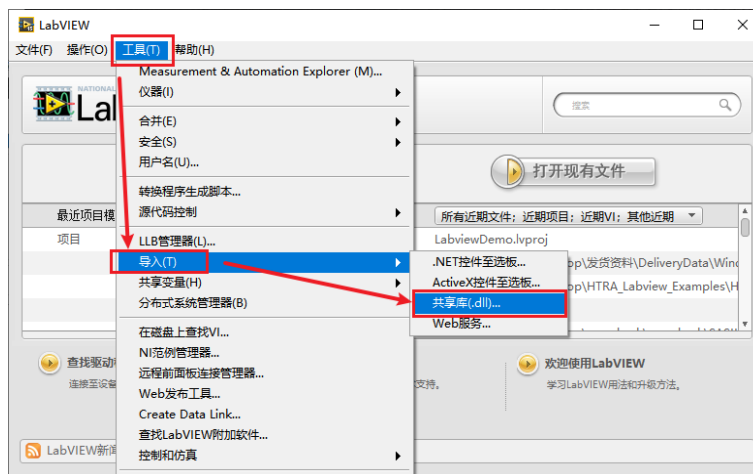 LabVIEW
文件(F) 操作(O) 工具(T) 帮助(H)
Measurement & Automation Explorer (M)...
仪器(I)
NATIONAL
Lab
搜索
合并(E)
安全(S)
用户名(U)...
打开现有文件
转换程序生成脚本...
源代码控制
最近项目模
所有近期文件；近期项目；近期VI；其他近期
项目
LLB管理器(L)...
LabviewDemo.lvproj
导入(T)
.NET控件至选板...
op\发货资料\DeliveryData\Wind
共享变量(H)
ActiveX控件至选板...
op\HTRA_Labview_Examples\H
分布式系统管理器(B)
共享库(.dll)...
Web服务...
在磁盘上查找VI...
NI范例管理器...
查找驱动
欢迎使用LabVIEW
远程前面板连接管理器...
连接至设备
支持。
学习LabVIEW用法和升级方法。
Web发布工具...
Create Data Link...
查找LabVIEW附加软件...
LabVIEW新闻
控制和仿真